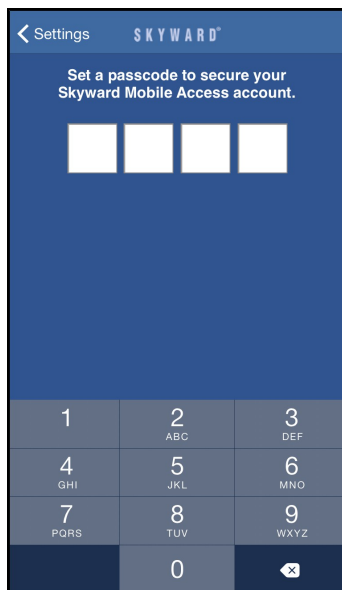 Settings SKYWARD®
Set a passcode to secure your
Skyward Mobile Access account.
1 2 3
ABC DEF
4 5 6
GHI JKL MNO
7 8 9
PQRS TUV WXYZ
0